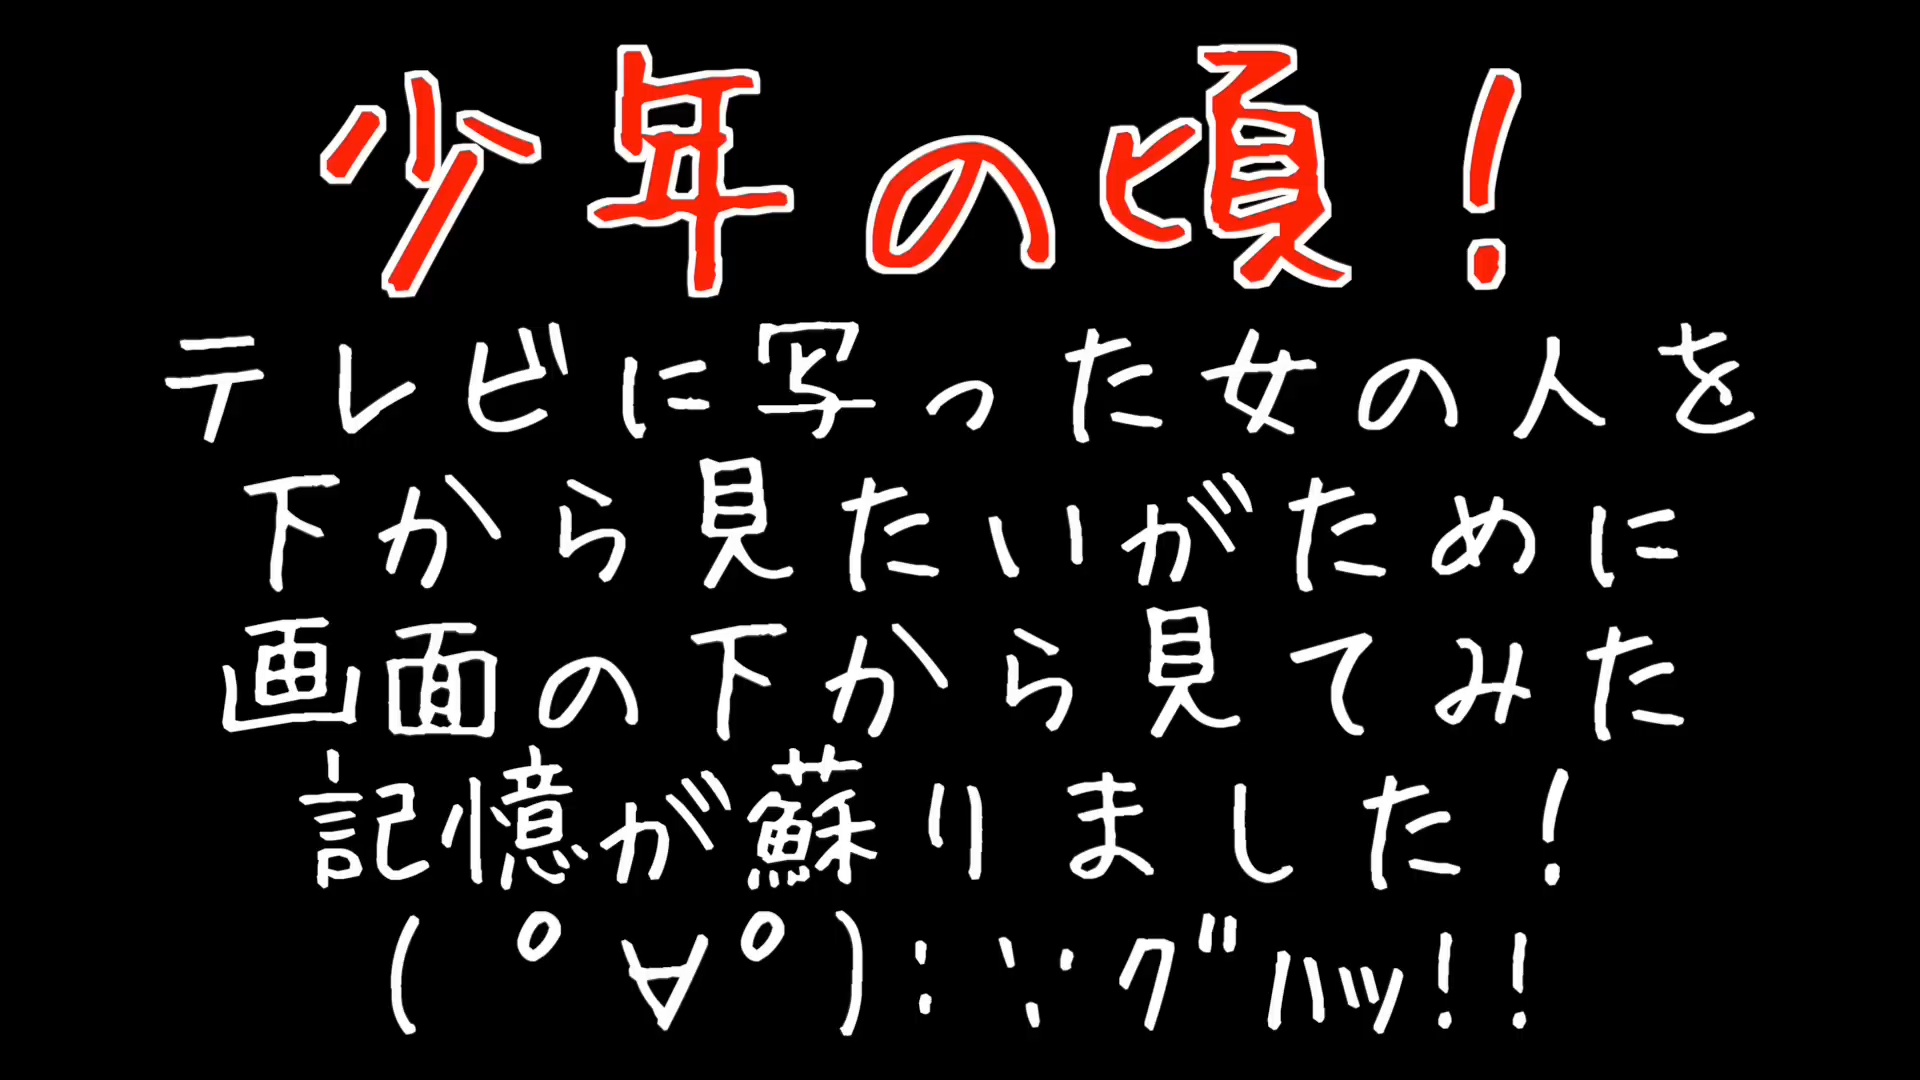 少年の頃！
テレビに写った女の人を
下から見たいがために
画面の下から見てみた
記憶が蘇りました！
( ﾟ∀ﾟ):∵ｸﾞﾊｯ!!